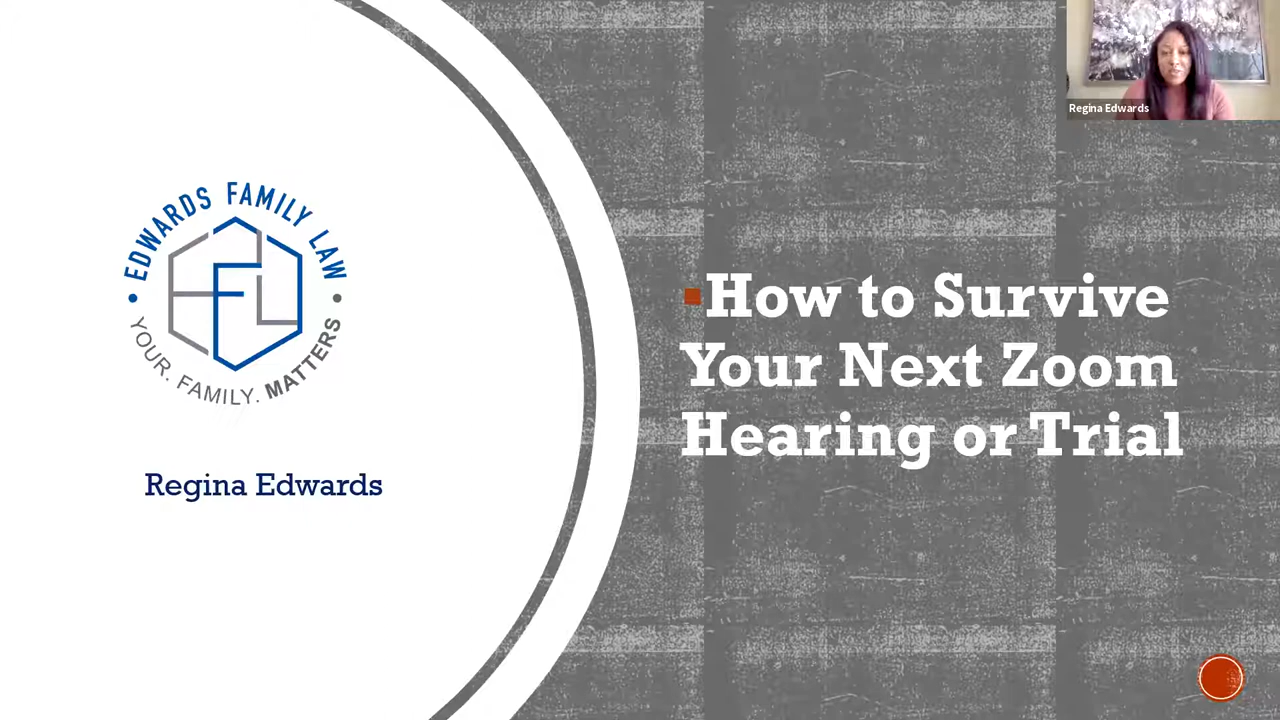 EDWARDS FAMILY LAW
YOUR. FAMILY. MATTERS
Regina Edwards
How to Survive
Your Next Zoom
Hearing or Trial
Regina Edwards